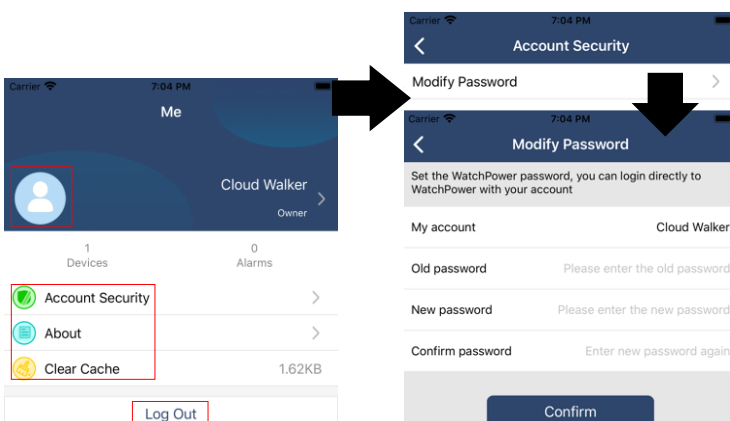 Carrier 7:04 PM
Me
Cloud Walker
Owner
1 0
Devices Alarms
Account Security
About
Clear Cache 1.62KB
Log Out
Carrier 7:04 PM
Account Security
Modify Password
Carrier 7:04 PM
Modify Password
Set the WatchPower password, you can login directly to
WatchPower with your account
My account Cloud Walker
Old password Please enter the old password
New password Please enter the new password
Confirm password Enter new password again
Confirm